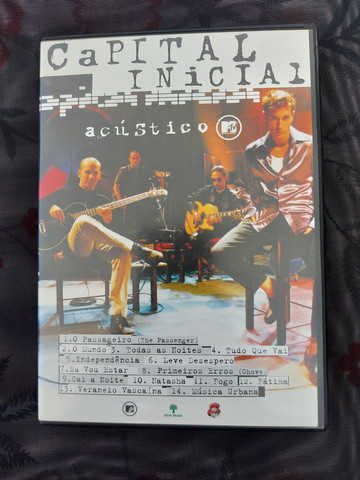 CaPITAL
INiCIAL
acústico MTV
1.O Passageiro (The Passenger)
2.O Mundo 3. Todas as Noites 4. Tudo Que Vai
5.Independência 6. Leve Desespero
7.Eu Vou Estar 8. Primeiros Erros (Chove)
9.Cai a Noite 10. Natasha 11. Fogo 12. Fátima
13. Veraneio Vascaína 14. Música Urbana